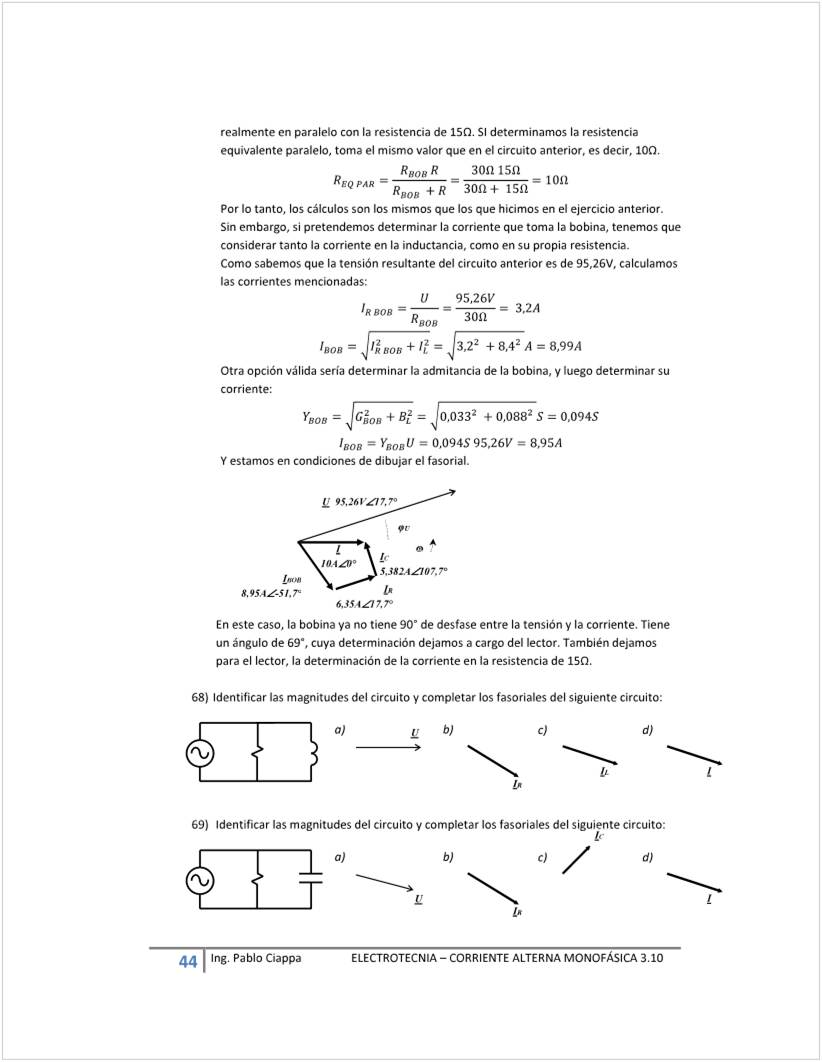 realmente en paralelo con la resistencia de 15Ω. SI determinamos la resistencia
equivalente paralelo, toma el mismo valor que en el circuito anterior, es decir, 10Ω.
R_{EQ PAR} = \frac{R_{BOB} R}{R_{BOB} + R} = \frac{30Ω 15Ω}{30Ω + 15Ω} = 10Ω
Por lo tanto, los cálculos son los mismos que los que hicimos en el ejercicio anterior.
Sin embargo, si pretendemos determinar la corriente que toma la bobina, tenemos que
considerar tanto la corriente en la inductancia, como en su propia resistencia.
Como sabemos que la tensión resultante del circuito anterior es de 95,26V, calculamos
las corrientes mencionadas:
I_{R BOB} = \frac{U}{R_{BOB}} = \frac{95,26V}{30Ω} = 3,2A
I_{BOB} = \sqrt{I_{R BOB}^2 + I_L^2} = \sqrt{3,2^2 + 8,4^2} A = 8,99A
Otra opción válida sería determinar la admitancia de la bobina, y luego determinar su
corriente:
Y_{BOB} = \sqrt{G_{BOB}^2 + B_L^2} = \sqrt{0,033^2 + 0,088^2} S = 0,094S
I_{BOB} = Y_{BOB}U = 0,094S 95,26V = 8,95A
Y estamos en condiciones de dibujar el fasorial.
U 95,26V∠17,7°
φU
ω
I
10A∠0°
IC
5,382A∠107,7°
IBOB
8,95A∠-51,7°
IR
6,35A∠17,7°
En este caso, la bobina ya no tiene 90° de desfase entre la tensión y la corriente. Tiene
un ángulo de 69°, cuya determinación dejamos a cargo del lector. También dejamos
para el lector, la determinación de la corriente en la resistencia de 15Ω.
68) Identificar las magnitudes del circuito y completar los fasoriales del siguiente circuito:
a) U b) c) d)
IR IL I
69) Identificar las magnitudes del circuito y completar los fasoriales del siguiente circuito:
IC
a) b) c) d)
U IR I
44 Ing. Pablo Ciappa ELECTROTECNIA – CORRIENTE ALTERNA MONOFÁSICA 3.10